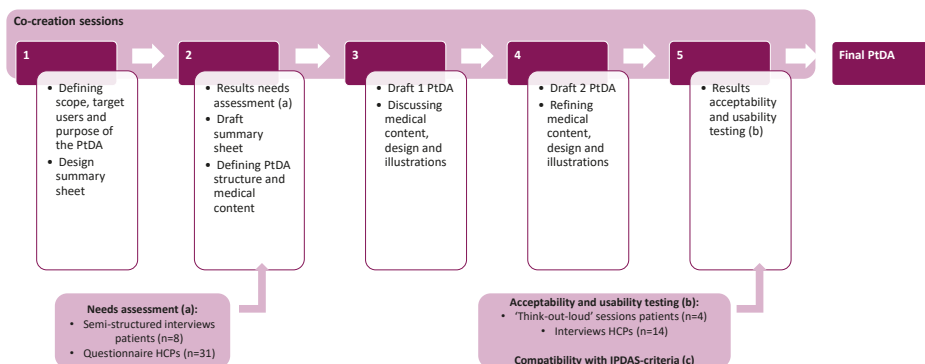 Co-creation sessions
1
2
3
4
5
Final PtDA
• Defining
scope, target
users and
purpose of
the PtDA
• Design
summary
sheet
• Results needs
assessment (a)
• Draft
summary
sheet
• Defining PtDA
structure and
medical
content
• Draft 1 PtDA
• Discussing
medical
content,
design and
illustrations
• Draft 2 PtDA
• Refining
medical
content,
design and
illustrations
• Results
acceptability
and usability
testing (b)
Needs assessment (a):
• Semi-structured interviews
patients (n=8)
• Questionnaire HCPs (n=31)
Acceptability and usability testing (b):
• ‘Think-out-loud’ sessions patients (n=4)
• Interviews HCPs (n=14)
Compatibility with IPDAS-criteria (c)